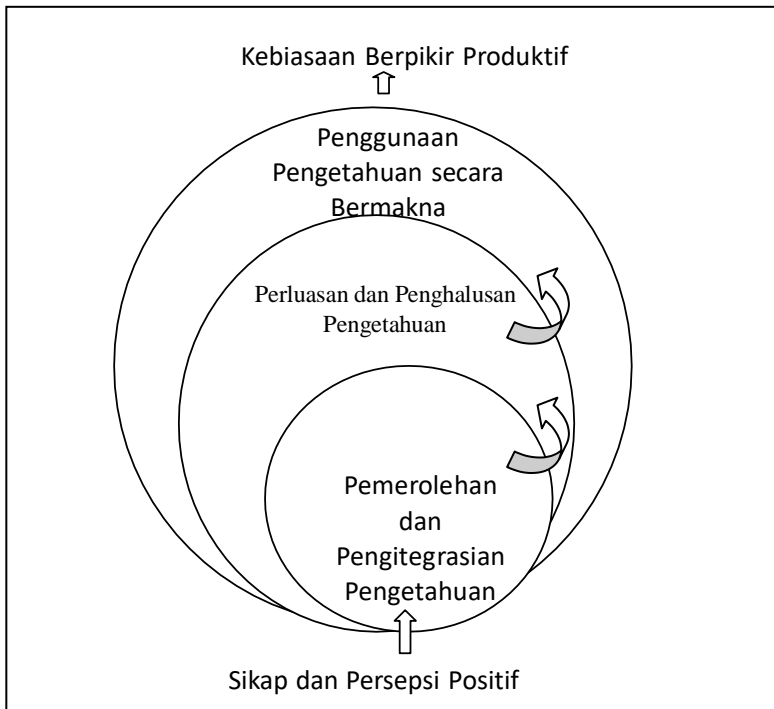 Kebiasaan Berpikir Produktif
Penggunaan
Pengetahuan secara
Bermakna
Perluasan dan Penghalusan
Pengetahuan
Pemerolehan
dan
Pengitegrasian
Pengetahuan
Sikap dan Persepsi Positif